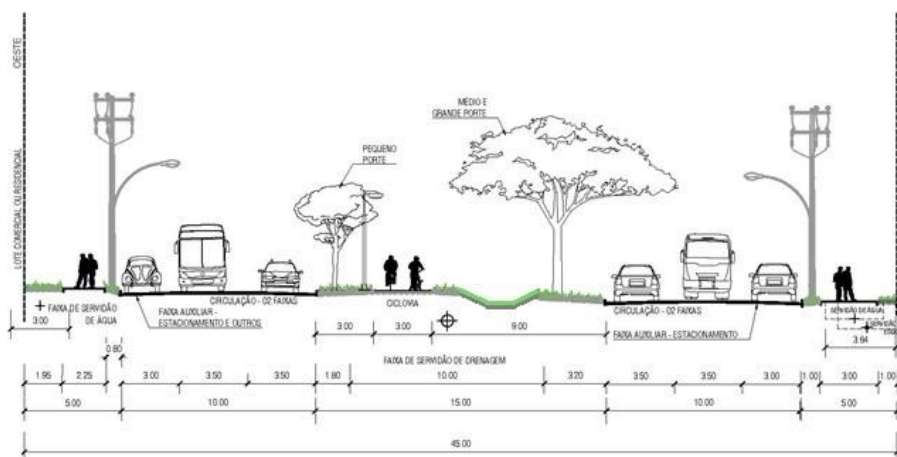 OESTE
LOTE COMERCIAL OU RESIDENCIAL
PEQUENO
PORTE
MÉDIO E
GRANDE PORTE
FAIXA DE SERVIDÃO
DE ÁGUA
3.00
CIRCULAÇÃO - 02 FAIXAS
FAIXA AUXILIAR -
ESTACIONAMENTO E OUTROS
CICLOVIA
CIRCULAÇÃO - 02 FAIXAS
FAIXA AUXILIAR - ESTACIONAMENTO
SERVIDÃO DE ÁGUA
3.64
3.00 3.00 9.00
FAIXA DE SERVIDÃO DE DRENAGEM
1.95 2.25 3.00 3.50 3.50 1.80 10.00 3.20 3.50 3.50 3.00 1.00 3.00 1.00
5.00 10.00 15.00 10.00 5.00
45.00